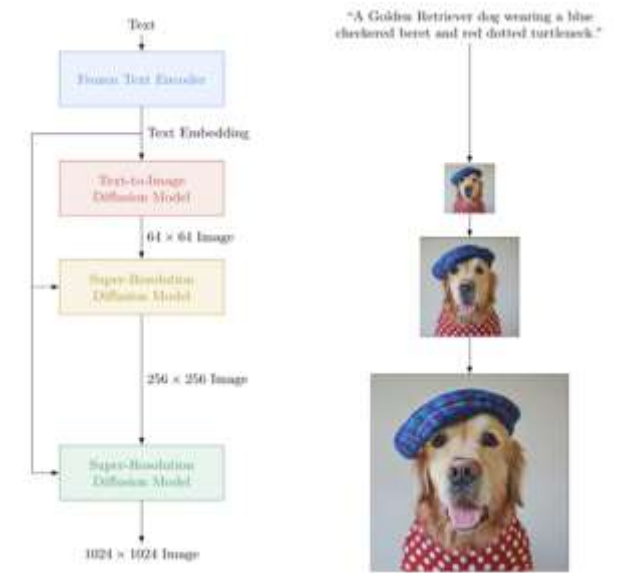 Text
Frozen Text Encoder
Text Embedding
Text-to-Image
Diffusion Model
64 × 64 Image
Super-Resolution
Diffusion Model
256 × 256 Image
Super-Resolution
Diffusion Model
1024 × 1024 Image
“A Golden Retriever dog wearing a blue
checkered beret and red dotted turtleneck.”